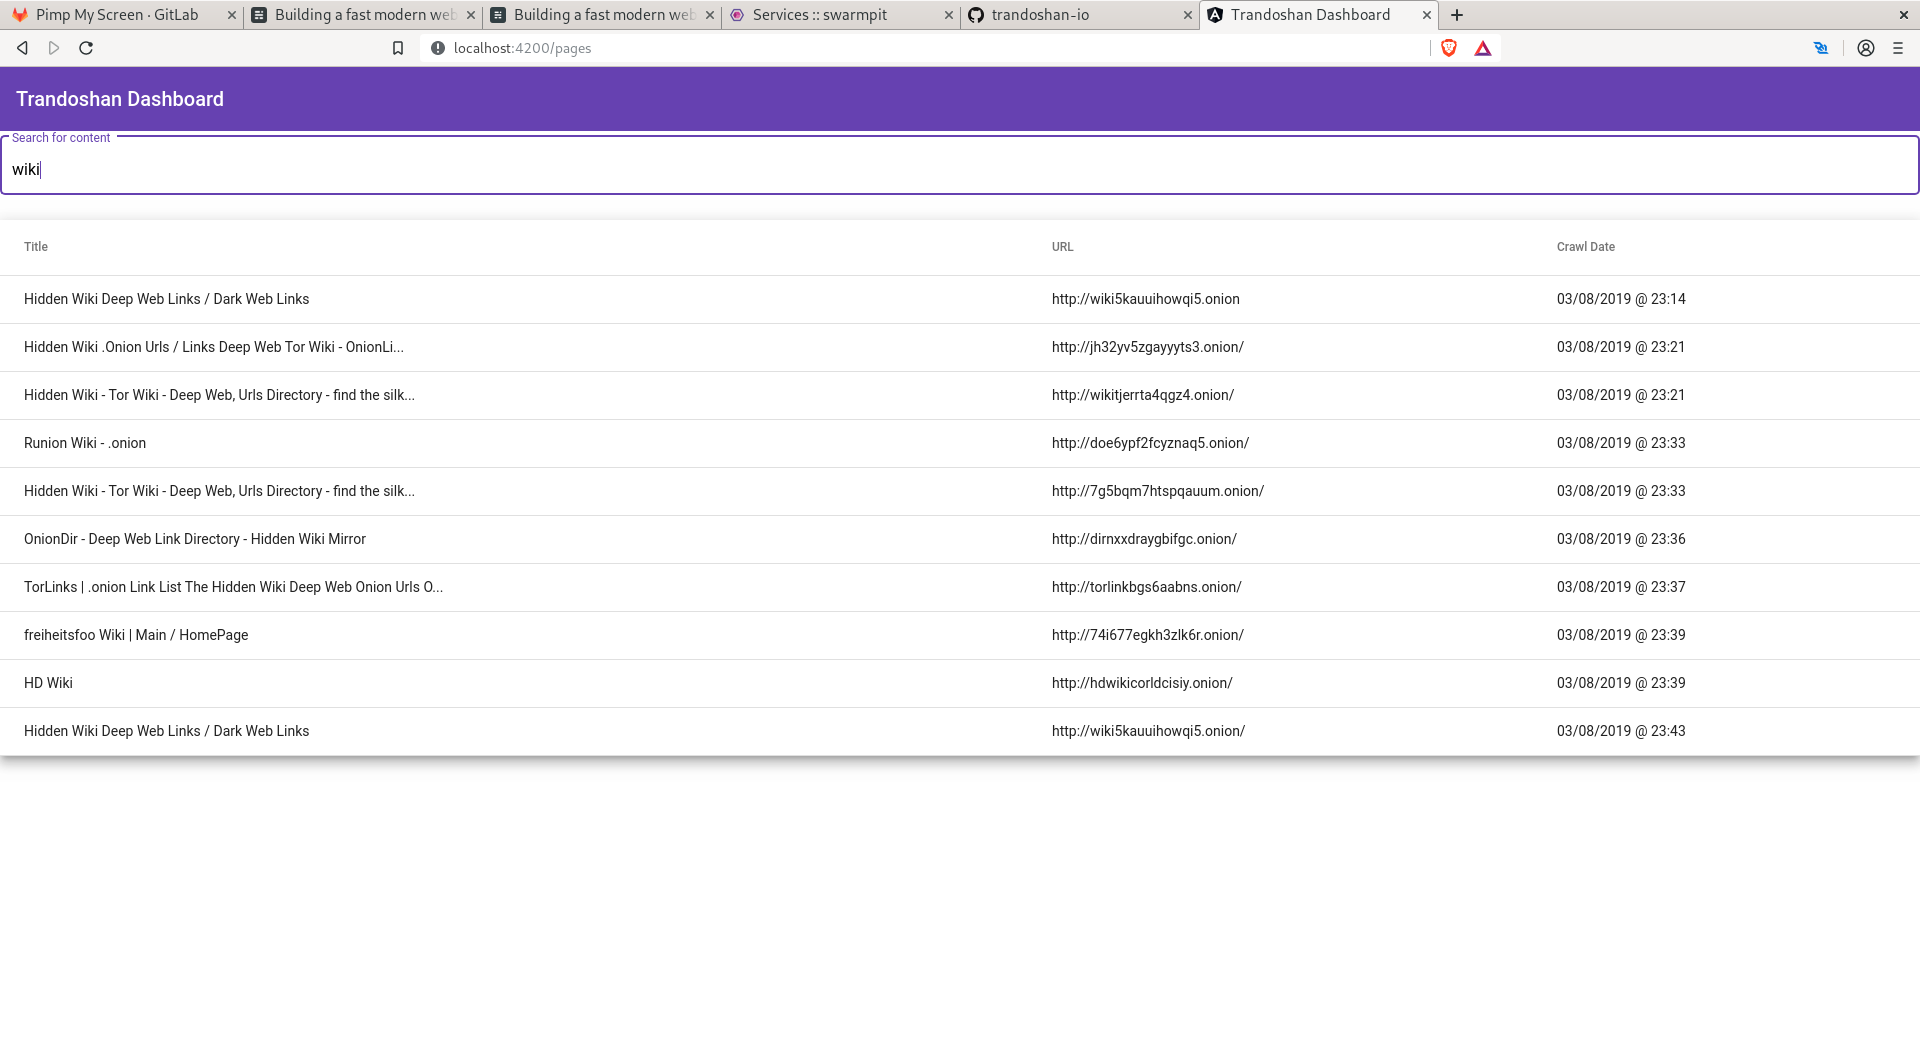 Pimp My Screen · GitLab Building a fast modern web Building a fast modern web Services :: swarmpit trandoshan-io Trandoshan Dashboard
localhost:4200/pages
Trandoshan Dashboard
Search for content
wiki
Title URL Crawl Date
Hidden Wiki Deep Web Links / Dark Web Links http://wiki5kauuihowqi5.onion 03/08/2019 @ 23:14
Hidden Wiki .Onion Urls / Links Deep Web Tor Wiki - OnionLi... http://jh32yv5zgayyyts3.onion/ 03/08/2019 @ 23:21
Hidden Wiki - Tor Wiki - Deep Web, Urls Directory - find the silk... http://wikitjerrta4qgz4.onion/ 03/08/2019 @ 23:21
Runion Wiki - .onion http://doe6ypf2fcyznaq5.onion/ 03/08/2019 @ 23:33
Hidden Wiki - Tor Wiki - Deep Web, Urls Directory - find the silk... http://7g5bqm7htspqauum.onion/ 03/08/2019 @ 23:33
OnionDir - Deep Web Link Directory - Hidden Wiki Mirror http://dirnxxdraygbifgc.onion/ 03/08/2019 @ 23:36
TorLinks | .onion Link List The Hidden Wiki Deep Web Onion Urls O... http://torlinkbgs6aabns.onion/ 03/08/2019 @ 23:37
freiheitsfoo Wiki | Main / HomePage http://74i677egkh3zlk6r.onion/ 03/08/2019 @ 23:39
HD Wiki http://hdwikicorldcisiy.onion/ 03/08/2019 @ 23:39
Hidden Wiki Deep Web Links / Dark Web Links http://wiki5kauuihowqi5.onion/ 03/08/2019 @ 23:43